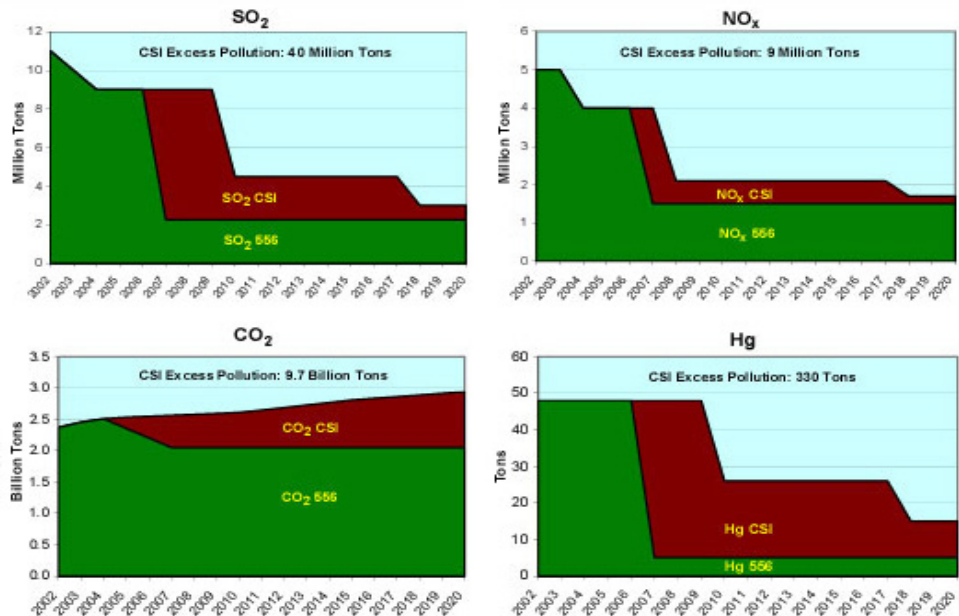 SO₂
CSI Excess Pollution: 40 Million Tons
Million Tons
12
10
8
6
4
2
0
SO₂ CSI
SO₂ 556
2002 2003 2004 2005 2006 2007 2008 2009 2010 2011 2012 2013 2014 2015 2016 2017 2018 2019 2020
NOₓ
CSI Excess Pollution: 9 Million Tons
Million Tons
6
5
4
3
2
1
0
NOₓ CSI
NOₓ 556
2002 2003 2004 2005 2006 2007 2008 2009 2010 2011 2012 2013 2014 2015 2016 2017 2018 2019 2020
CO₂
CSI Excess Pollution: 9.7 Billion Tons
Billion Tons
3.5
3.0
2.5
2.0
1.5
1.0
0.5
0.0
CO₂ CSI
CO₂ 556
2002 2003 2004 2005 2006 2007 2008 2009 2010 2011 2012 2013 2014 2015 2016 2017 2018 2019 2020
Hg
CSI Excess Pollution: 330 Tons
Tons
60
50
40
30
20
10
0
Hg CSI
Hg 556
2002 2003 2004 2005 2006 2007 2008 2009 2010 2011 2012 2013 2014 2015 2016 2017 2018 2019 2020